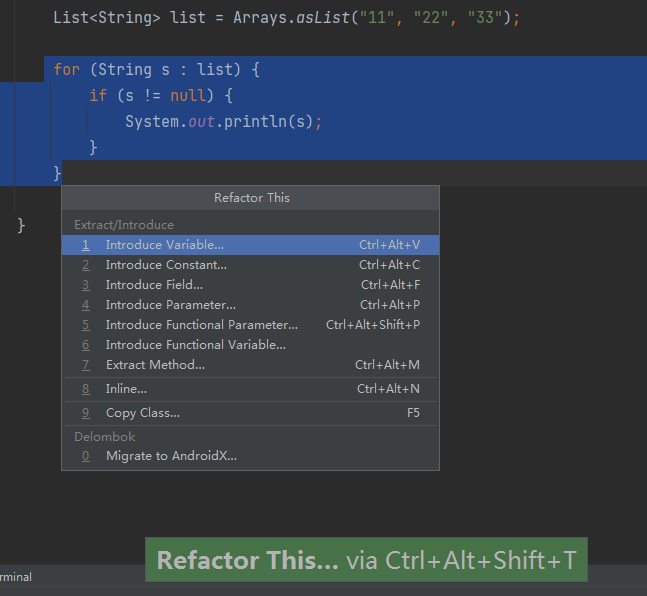 List<String> list = Arrays.asList("11", "22", "33");
for (String s : list) {
if (s != null) {
System.out.println(s);
}
}
Refactor This
}
Extract/Introduce
1 Introduce Variable... Ctrl+Alt+V
2 Introduce Constant... Ctrl+Alt+C
3 Introduce Field... Ctrl+Alt+F
4 Introduce Parameter... Ctrl+Alt+P
5 Introduce Functional Parameter... Ctrl+Alt+Shift+P
6 Introduce Functional Variable...
7 Extract Method... Ctrl+Alt+M
8 Inline... Ctrl+Alt+N
9 Copy Class... F5
Delombok
0 Migrate to AndroidX...
Refactor This... via Ctrl+Alt+Shift+T
rminal